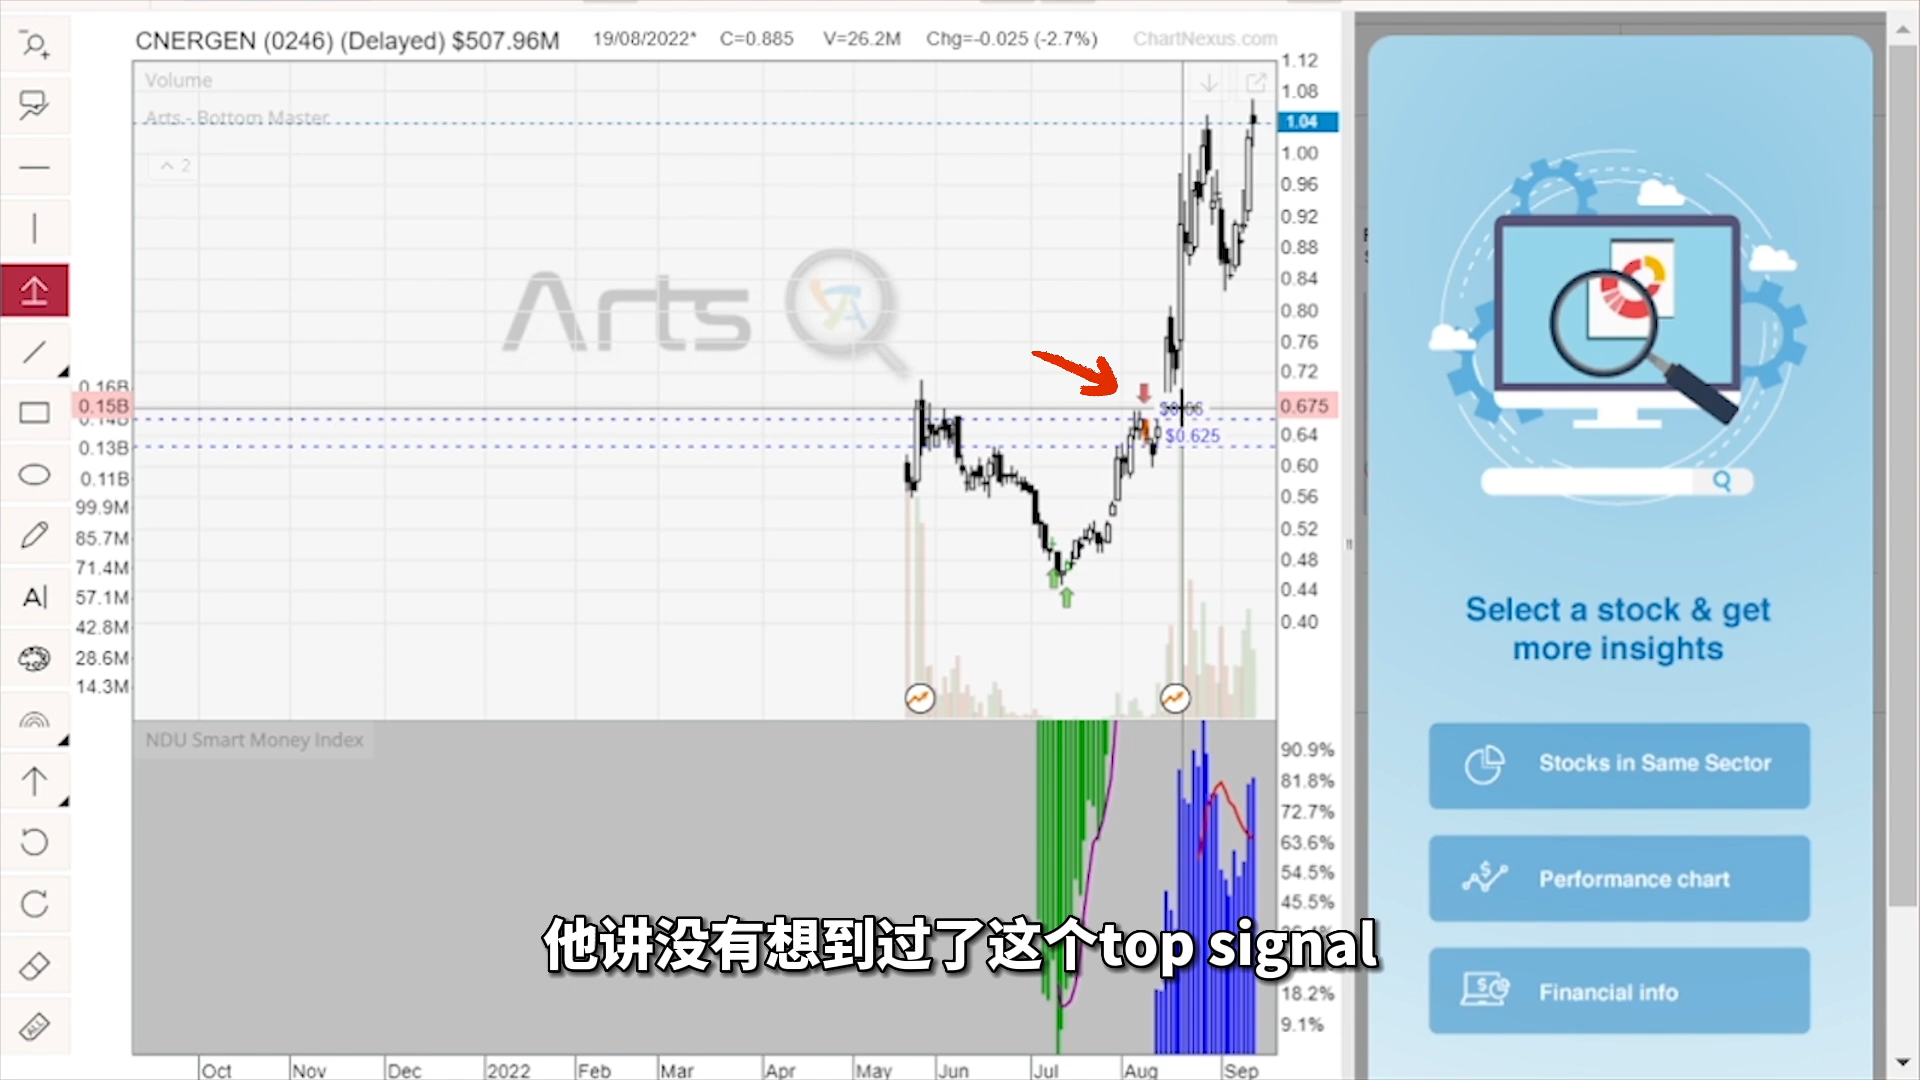 CNERGEN (0246) (Delayed) $507.96M 19/08/2022* C=0.885 V=26.2M Chg=-0.025 (-2.7%) ChartNexus.com
Volume
Arts - Bottom Master
2
Arts
1.12
1.08
1.04
1.00
0.96
0.92
0.88
0.84
0.80
0.76
0.72
0.675
0.64
0.60
0.56
0.52
0.48
0.44
0.40
0.16B
0.15B
0.14B
0.13B
0.11B
99.9M
85.7M
71.4M
57.1M
42.8M
28.6M
14.3M
$0.66
$0.625
A
ALL
NDU Smart Money Index
90.9%
81.8%
72.7%
63.6%
54.5%
45.5%
18.2%
9.1%
他讲没有想到过了这个top signal
Oct Nov Dec 2022 Feb Mar Apr May Jun Jul Aug Sep
Select a stock & get
more insights
Stocks in Same Sector
Performance chart
Financial info